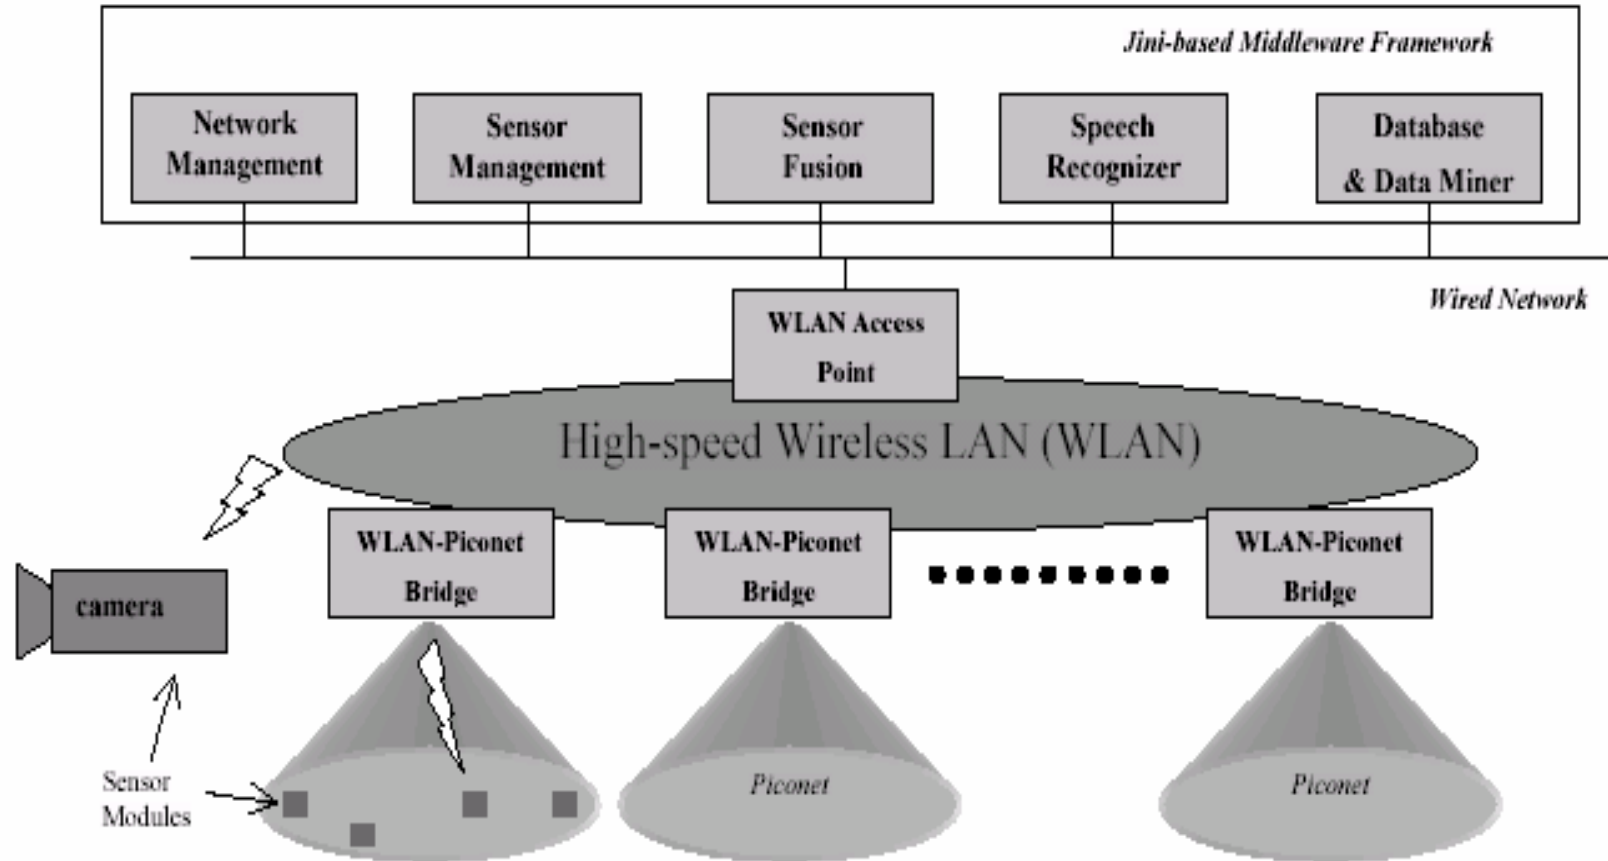 Jini-based Middleware Framework
Network
Management
Sensor
Management
Sensor
Fusion
Speech
Recognizer
Database
& Data Miner
Wired Network
WLAN Access
Point
High-speed Wireless LAN (WLAN)
WLAN-Piconet
Bridge
WLAN-Piconet
Bridge
WLAN-Piconet
Bridge
camera
Sensor
Modules
Piconet
Piconet